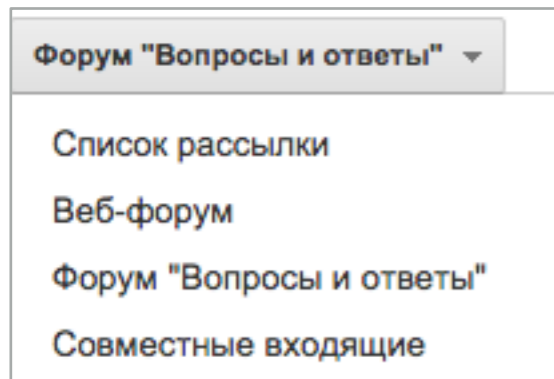 Форум "Вопросы и ответы"
Список рассылки
Веб-форум
Форум "Вопросы и ответы"
Совместные входящие